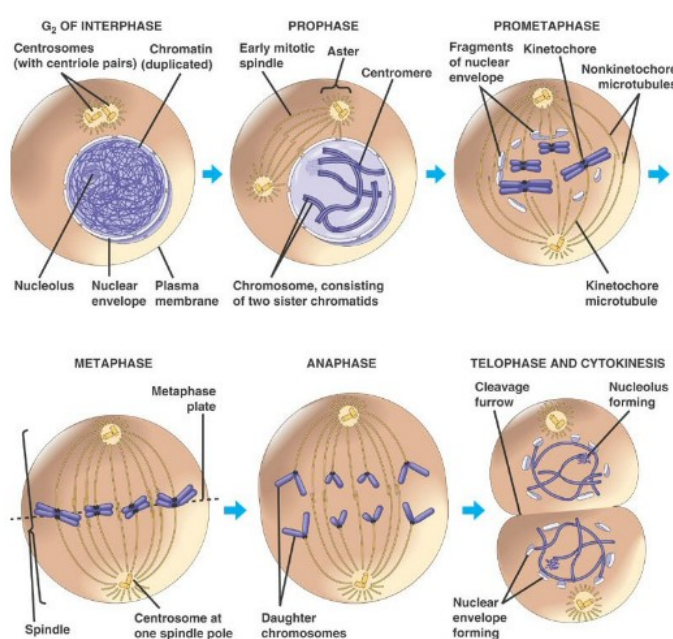 G₂ OF INTERPHASE
Centrosomes
(with centriole pairs)
Chromatin
(duplicated)
Nucleolus
Nuclear
envelope
Plasma
membrane
PROPHASE
Early mitotic
spindle
Aster
Centromere
Chromosome, consisting
of two sister chromatids
PROMETAPHASE
Fragments
of nuclear
envelope
Kinetochore
Nonkinetochore
microtubules
Kinetochore
microtubule
METAPHASE
Metaphase
plate
Spindle
Centrosome at
one spindle pole
ANAPHASE
Daughter
chromosomes
TELOPHASE AND CYTOKINESIS
Cleavage
furrow
Nucleolus
forming
Nuclear
envelope
forming